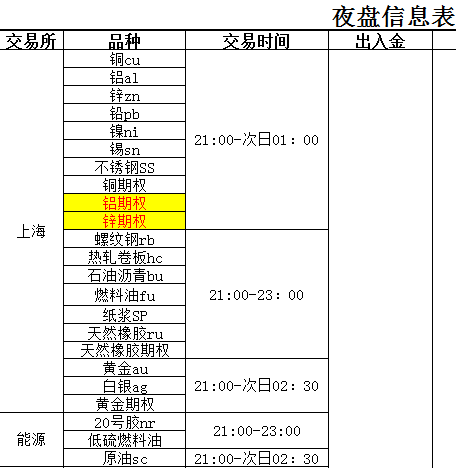 夜盘信息表
交易所 品种 交易时间 出入金
铜cu
铝al
锌zn
铅pb
镍ni
21:00-次日01：00
锡sn
不锈钢SS
铜期权
铝期权
锌期权
上海
螺纹钢rb
热轧卷板hc
石油沥青bu
燃料油fu 21:00-23：00
纸浆SP
天然橡胶ru
天然橡胶期权
黄金au
白银ag 21:00-次日02：30
黄金期权
20号胶nr
能源 21:00-23:00
低硫燃料油
原油sc 21:00-次日02：30